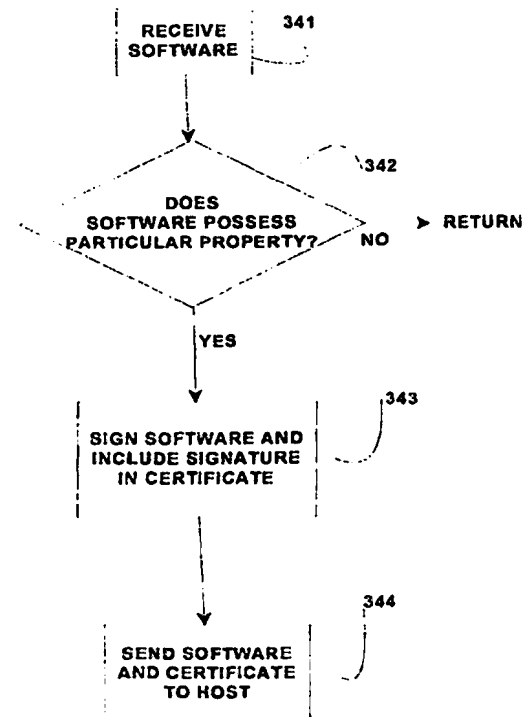 RECEIVE
SOFTWARE
341
342
DOES
SOFTWARE POSSESS
PARTICULAR PROPERTY?
NO
RETURN
YES
343
SIGN SOFTWARE AND
INCLUDE SIGNATURE
IN CERTIFICATE
344
SEND SOFTWARE
AND CERTIFICATE
TO HOST